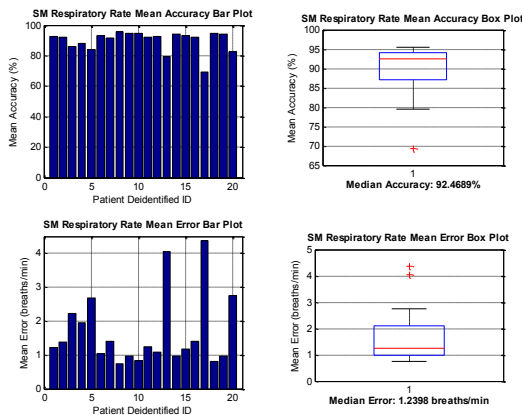 SM Respiratory Rate Mean Accuracy Bar Plot
100
80
60
40
20
0
0 5 10 15 20
Mean Accuracy (%)
Patient Deidentified ID
SM Respiratory Rate Mean Accuracy Box Plot
100
95
90
85
80
75
70
65
1
Mean Accuracy (%)
Median Accuracy: 92.4689%
SM Respiratory Rate Mean Error Bar Plot
4
3
2
1
0
0 5 10 15 20
Mean Error (breaths/min)
Patient Deidentified ID
SM Respiratory Rate Mean Error Box Plot
5
4
3
2
1
0
1
Mean Error (breaths/min)
Median Error: 1.2398 breaths/min